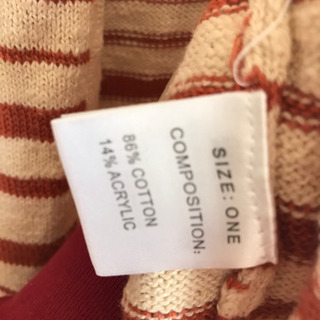 SIZE: ONE
COMPOSITION:
86% COTTON
14% ACRYLIC